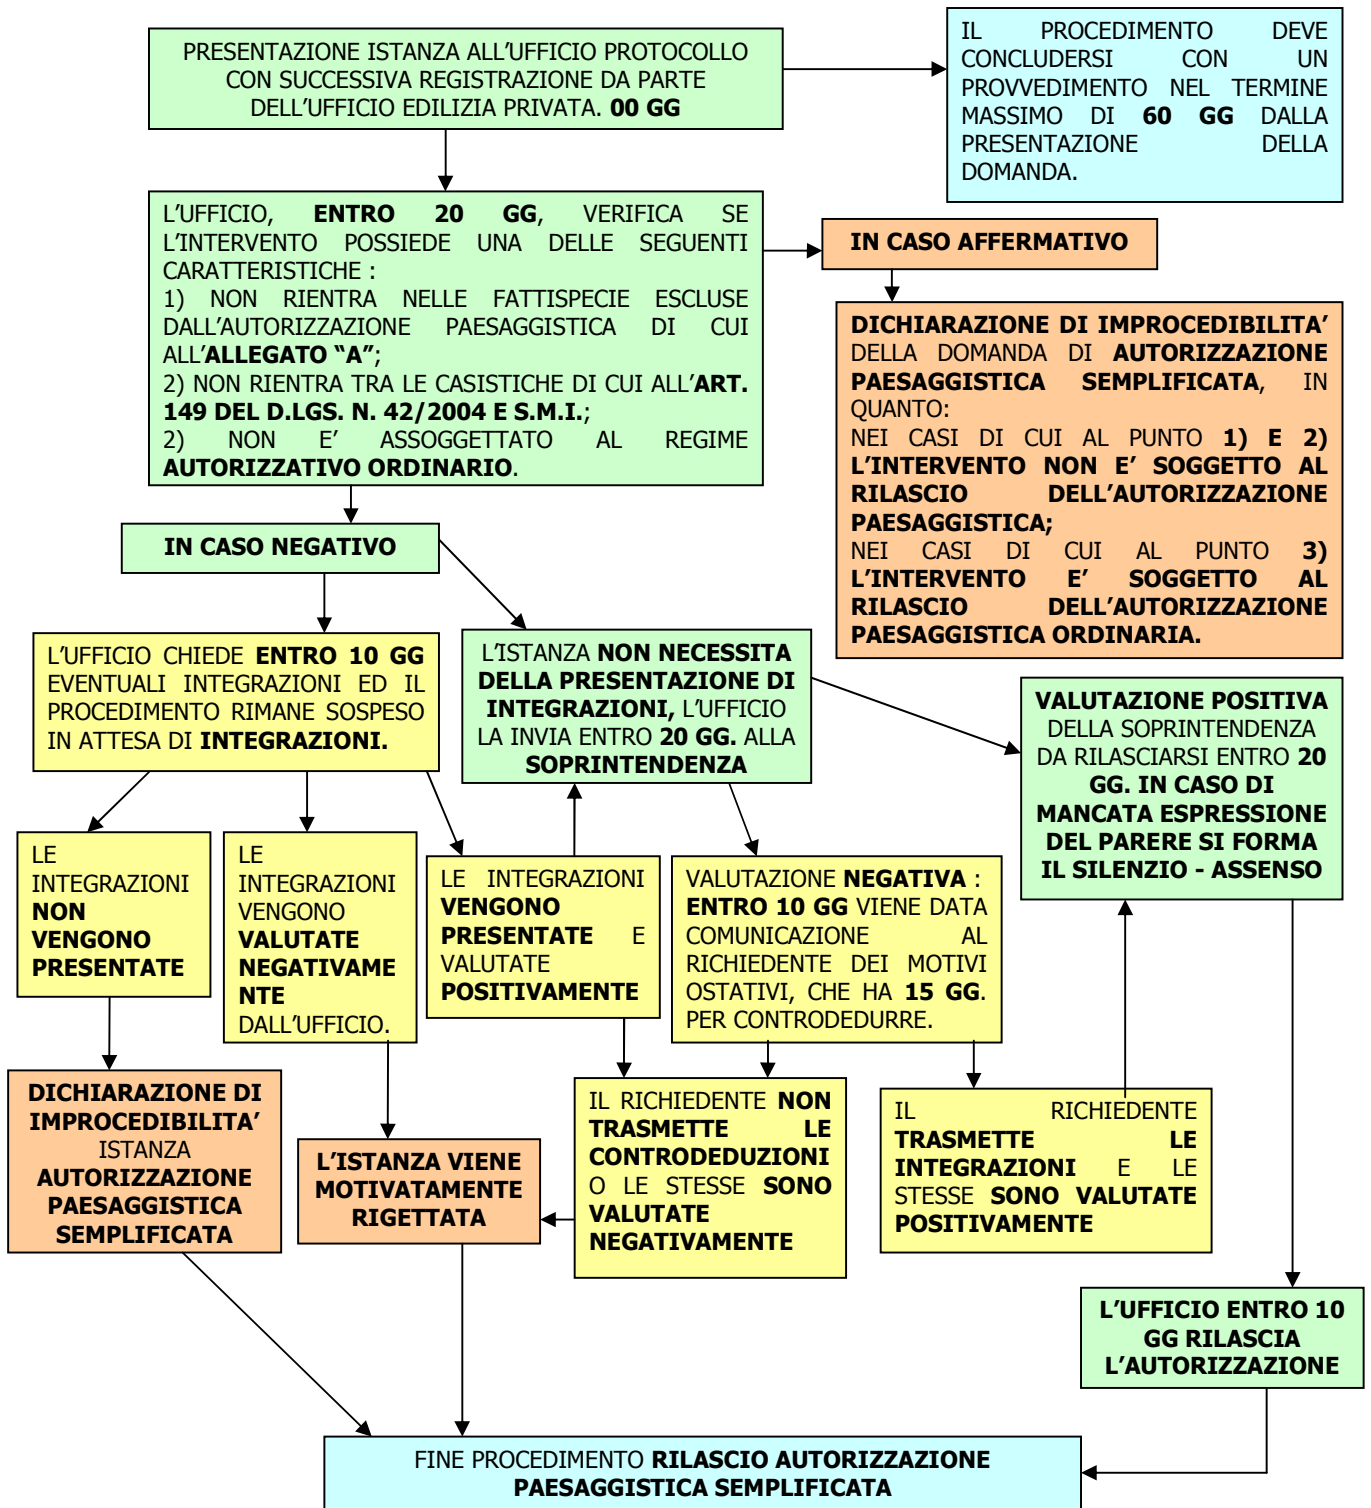 PRESENTAZIONE ISTANZA ALL'UFFICIO PROTOCOLLO
CON SUCCESSIVA REGISTRAZIONE DA PARTE
DELL'UFFICIO EDILIZIA PRIVATA. 00 GG
IL PROCEDIMENTO DEVE
CONCLUDERSI CON UN
PROVVEDIMENTO NEL TERMINE
MASSIMO DI 60 GG DALLA
PRESENTAZIONE DELLA
DOMANDA.
L'UFFICIO, ENTRO 20 GG, VERIFICA SE
L'INTERVENTO POSSIEDE UNA DELLE SEGUENTI
CARATTERISTICHE :
1) NON RIENTRA NELLE FATTISPECIE ESCLUSE
DALL'AUTORIZZAZIONE PAESAGGISTICA DI CUI
ALL'ALLEGATO "A";
2) NON RIENTRA TRA LE CASISTICHE DI CUI ALL'ART.
149 DEL D.LGS. N. 42/2004 E S.M.I.;
2) NON E' ASSOGGETTATO AL REGIME
AUTORIZZATIVO ORDINARIO.
IN CASO AFFERMATIVO
DICHIARAZIONE DI IMPROCEDIBILITA'
DELLA DOMANDA DI AUTORIZZAZIONE
PAESAGGISTICA SEMPLIFICATA, IN
QUANTO:
NEI CASI DI CUI AL PUNTO 1) E 2)
L'INTERVENTO NON E' SOGGETTO AL
RILASCIO DELL'AUTORIZZAZIONE
PAESAGGISTICA;
NEI CASI DI CUI AL PUNTO 3)
L'INTERVENTO E' SOGGETTO AL
RILASCIO DELL'AUTORIZZAZIONE
PAESAGGISTICA ORDINARIA.
IN CASO NEGATIVO
L'UFFICIO CHIEDE ENTRO 10 GG
EVENTUALI INTEGRAZIONI ED IL
PROCEDIMENTO RIMANE SOSPESO
IN ATTESA DI INTEGRAZIONI.
L'ISTANZA NON NECESSITA
DELLA PRESENTAZIONE DI
INTEGRAZIONI, L'UFFICIO
LA INVIA ENTRO 20 GG. ALLA
SOPRINTENDENZA
VALUTAZIONE POSITIVA
DELLA SOPRINTENDENZA
DA RILASCIARSI ENTRO 20
GG. IN CASO DI
MANCATA ESPRESSIONE
DEL PARERE SI FORMA
IL SILENZIO - ASSENSO
LE
INTEGRAZIONI
NON
VENGONO
PRESENTATE
LE
INTEGRAZIONI
VENGONO
VALUTATE
NEGATIVAME
NTE
DALL'UFFICIO.
LE INTEGRAZIONI
VENGONO
PRESENTATE E
VALUTATE
POSITIVAMENTE
VALUTAZIONE NEGATIVA :
ENTRO 10 GG VIENE DATA
COMUNICAZIONE AL
RICHIEDENTE DEI MOTIVI
OSTATIVI, CHE HA 15 GG.
PER CONTRODEDURRE.
DICHIARAZIONE DI
IMPROCEDIBILITA'
ISTANZA
AUTORIZZAZIONE
PAESAGGISTICA
SEMPLIFICATA
L'ISTANZA VIENE
MOTIVATAMENTE
RIGETTATA
IL RICHIEDENTE NON
TRASMETTE LE
CONTRODEDUZIONI
O LE STESSE SONO
VALUTATE
NEGATIVAMENTE
IL RICHIEDENTE
TRASMETTE LE
INTEGRAZIONI E LE
STESSE SONO VALUTATE
POSITIVAMENTE
L'UFFICIO ENTRO 10
GG RILASCIA
L'AUTORIZZAZIONE
FINE PROCEDIMENTO RILASCIO AUTORIZZAZIONE
PAESAGGISTICA SEMPLIFICATA